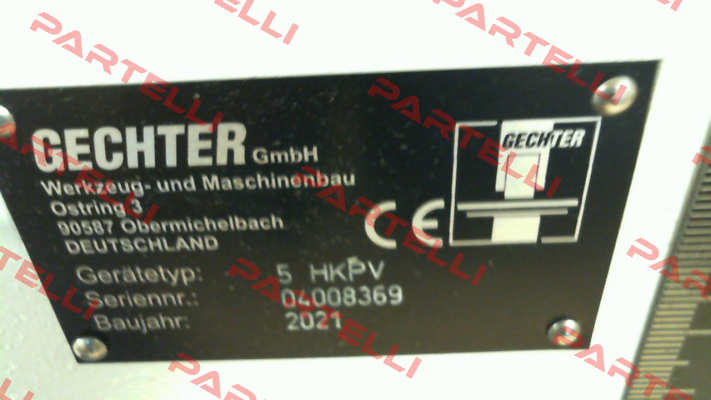 GECHTER GmbH
Werkzeug- und Maschinenbau
Ostring 3
90587 Obermichelbach
DEUTSCHLAND
CE
GECHTER
Gerätetyp: 5 HKPV
Seriennr.: 04008369
Baujahr: 2021
PARTELLI
PARTELLI
PARTELLI
PARTELLI
PARTELLI
PARTELLI
PARTELLI
PARTELLI